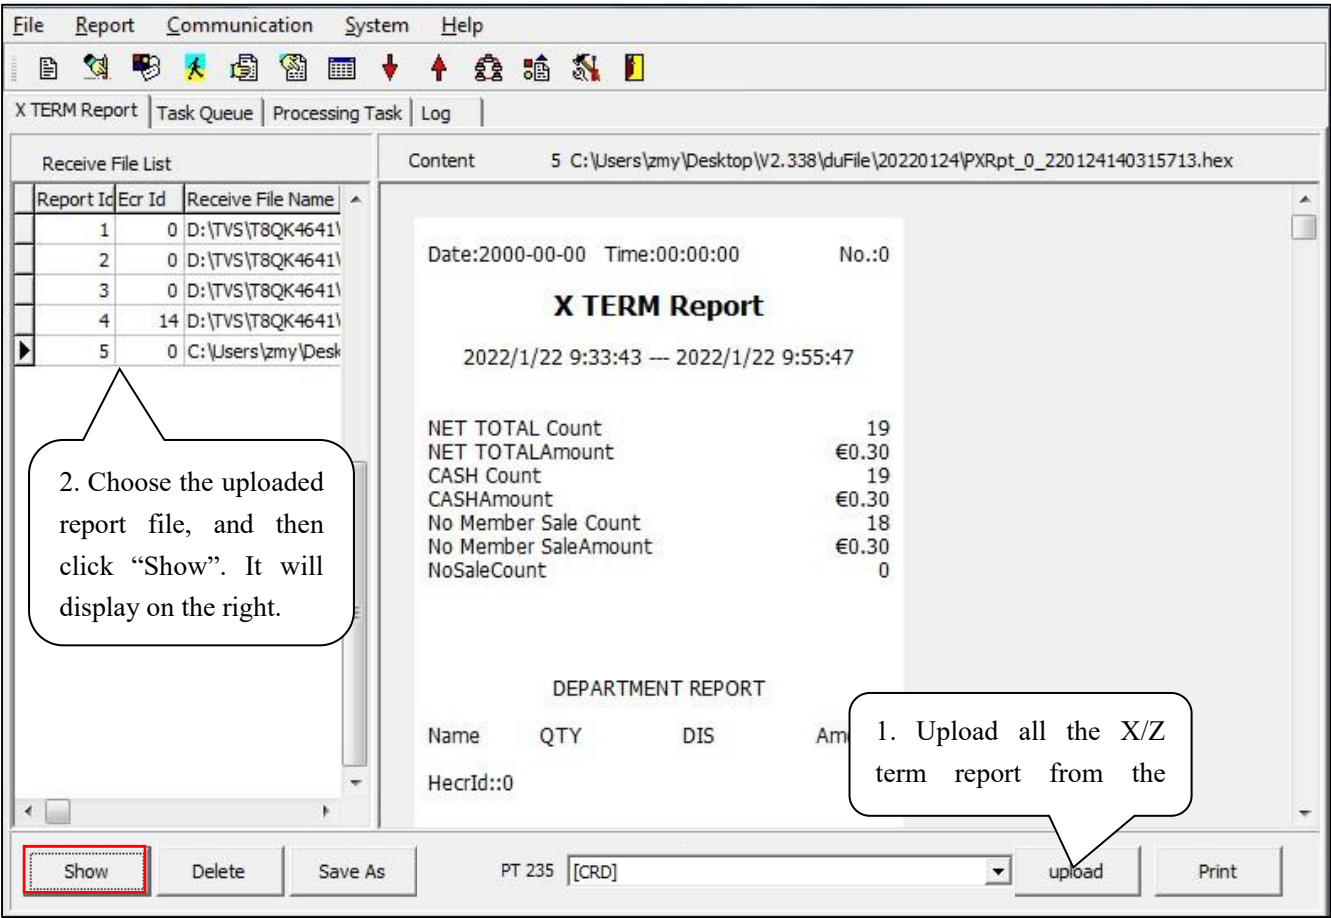 File Report Communication System Help
X TERM Report Task Queue Processing Task Log
Receive File List
Content 5 C:\Users\zmy\Desktop\V2.338\duFile\20220124\PXRpt_0_220124140315713.hex
Report Id Ecr Id Receive File Name
1 0 D:\TVS\T8QK4641\
2 0 D:\TVS\T8QK4641\
3 0 D:\TVS\T8QK4641\
4 14 D:\TVS\T8QK4641\
5 0 C:\Users\zmy\Desk
2. Choose the uploaded
report file, and then
click “Show”. It will
display on the right.
Date:2000-00-00 Time:00:00:00 No.:0
X TERM Report
2022/1/22 9:33:43 --- 2022/1/22 9:55:47
NET TOTAL Count 19
NET TOTALAmount €0.30
CASH Count 19
CASHAmount €0.30
No Member Sale Count 18
No Member SaleAmount €0.30
NoSaleCount 0
DEPARTMENT REPORT
Name QTY DIS Am
HecrId::0
1. Upload all the X/Z
term report from the
Show Delete Save As PT 235 [CRD] upload Print